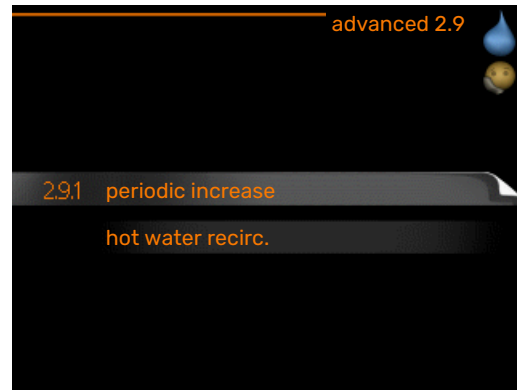 advanced 2.9
2.9.1 periodic increase
hot water recirc.